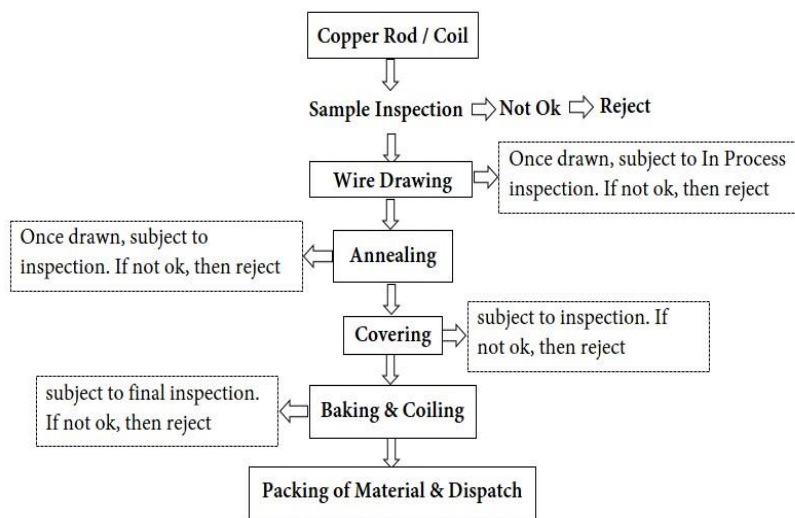 Copper Rod / Coil
Sample Inspection
Not Ok
Reject
Once drawn, subject to In Process
inspection. If not ok, then reject
Wire Drawing
Once drawn, subject to
inspection. If not ok, then reject
Annealing
subject to inspection. If
not ok, then reject
Covering
subject to final inspection.
If not ok, then reject
Baking & Coiling
Packing of Material & Dispatch